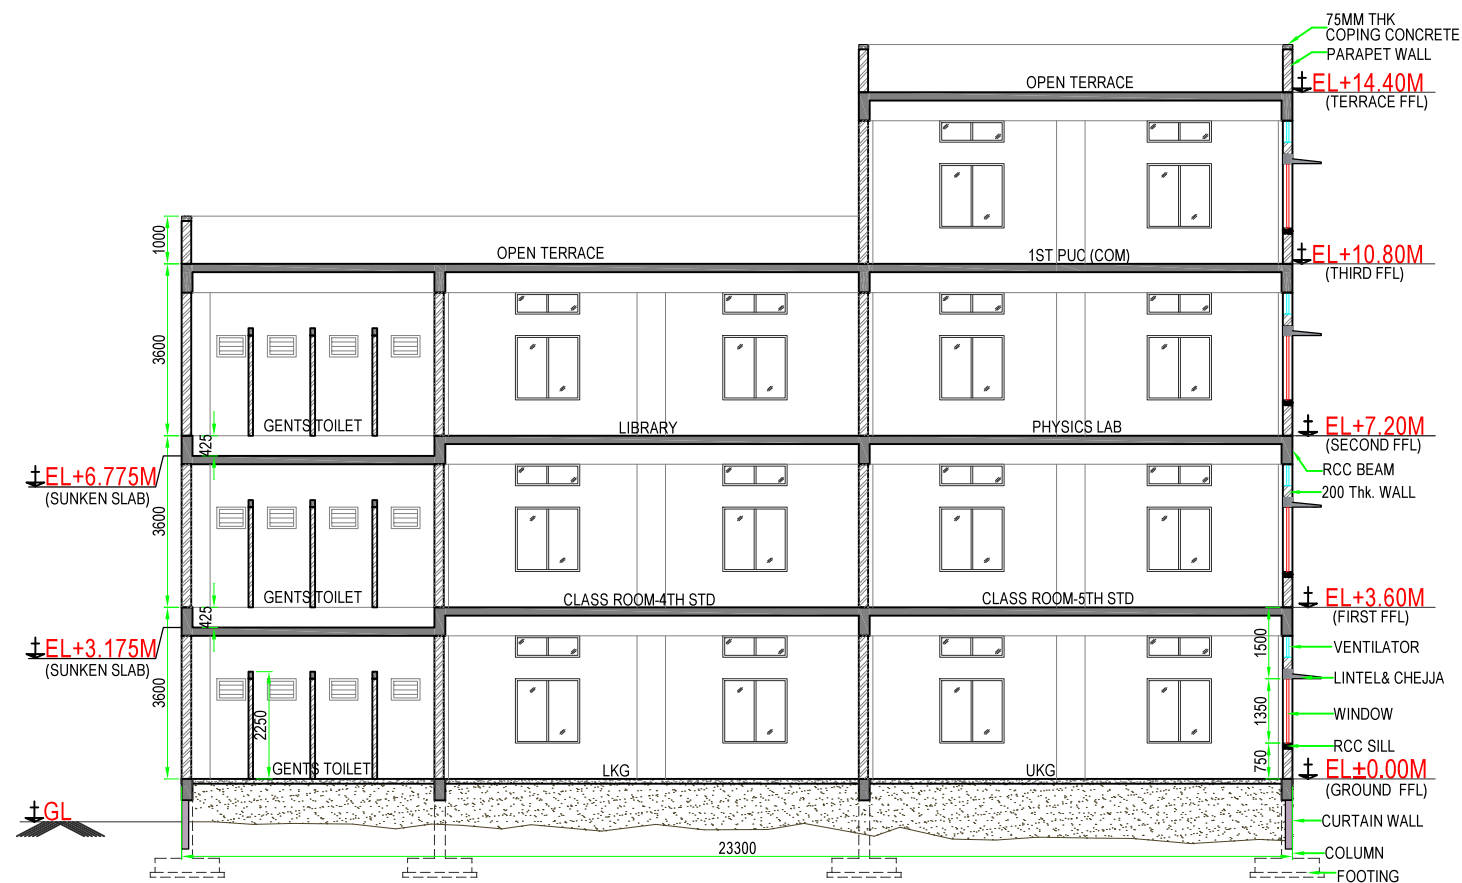 75MM THK
COPING CONCRETE
PARAPET WALL
OPEN TERRACE
EL+14.40M
(TERRACE FFL)
1000
OPEN TERRACE
1ST PUC (COM)
EL+10.80M
(THIRD FFL)
3600
GENTS TOILET
LIBRARY
PHYSICS LAB
EL+7.20M
(SECOND FFL)
425
EL+6.775M
(SUNKEN SLAB)
RCC BEAM
200 Thk. WALL
3600
GENTS TOILET
CLASS ROOM-4TH STD
CLASS ROOM-5TH STD
EL+3.60M
(FIRST FFL)
425
EL+3.175M
(SUNKEN SLAB)
1500
VENTILATOR
LINTEL& CHEJJA
3600
2250
1350
WINDOW
RCC SILL
750
GENTS TOILET
LKG
UKG
EL±0.00M
(GROUND FFL)
GL
CURTAIN WALL
23300
COLUMN
FOOTING